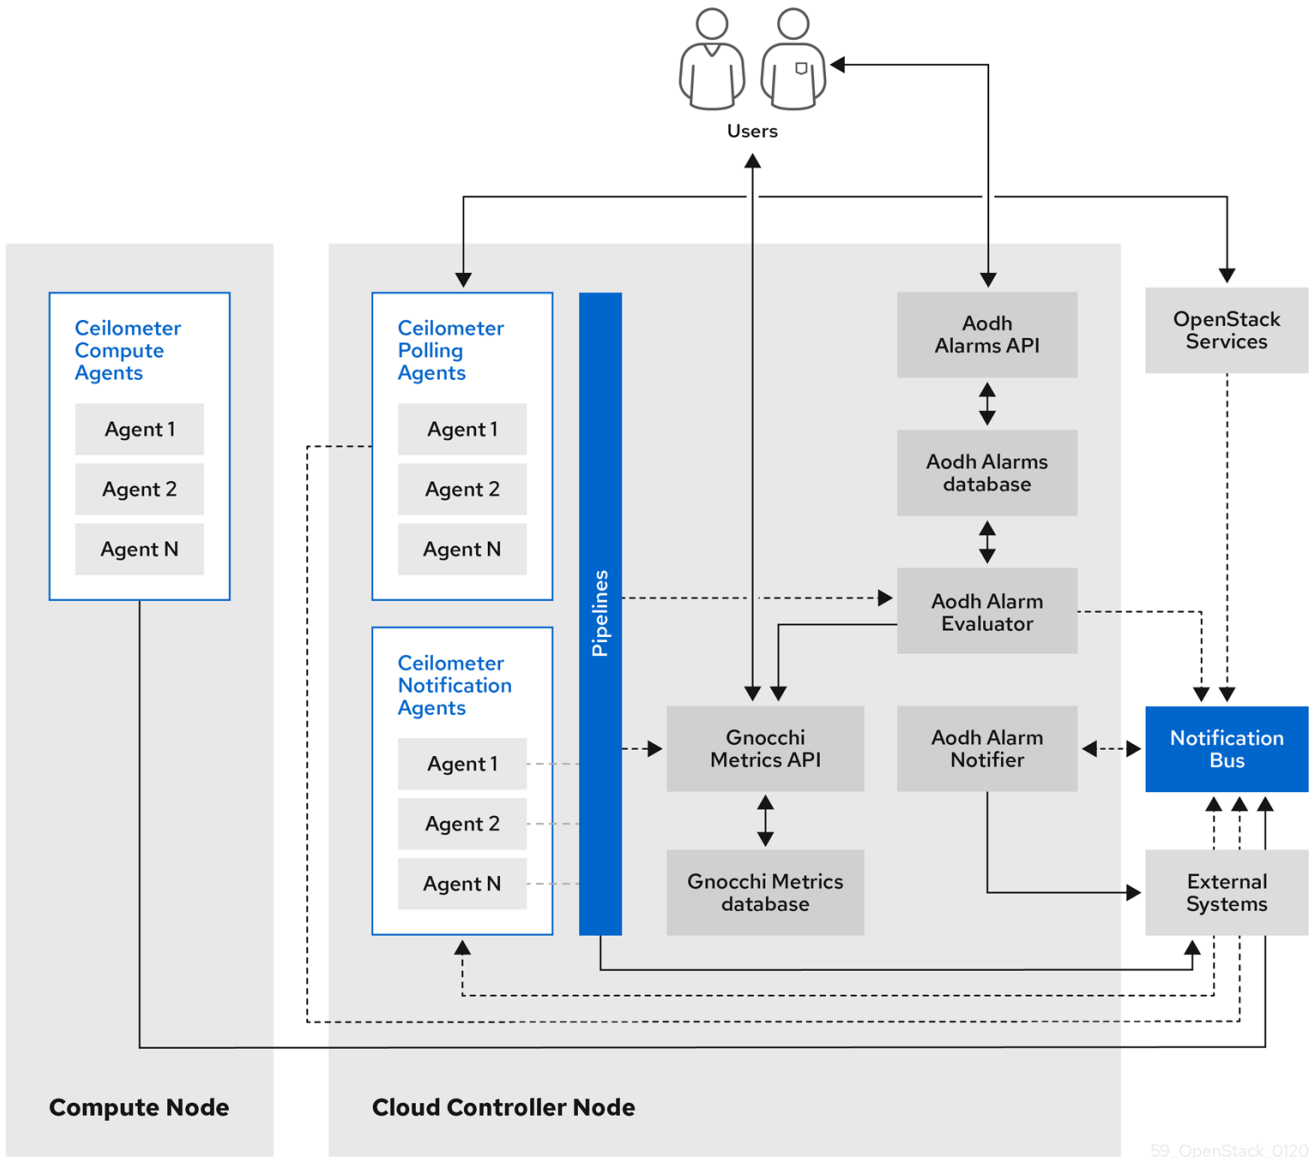 Users
Ceilometer
Compute
Agents
Agent 1
Agent 2
Agent N
Compute Node
Ceilometer
Polling
Agents
Agent 1
Agent 2
Agent N
Ceilometer
Notification
Agents
Agent 1
Agent 2
Agent N
Pipelines
Gnocchi
Metrics API
Gnocchi Metrics
database
Aodh
Alarms API
Aodh Alarms
database
Aodh Alarm
Evaluator
Aodh Alarm
Notifier
Cloud Controller Node
OpenStack
Services
Notification
Bus
External
Systems
59_OpenStack_0120